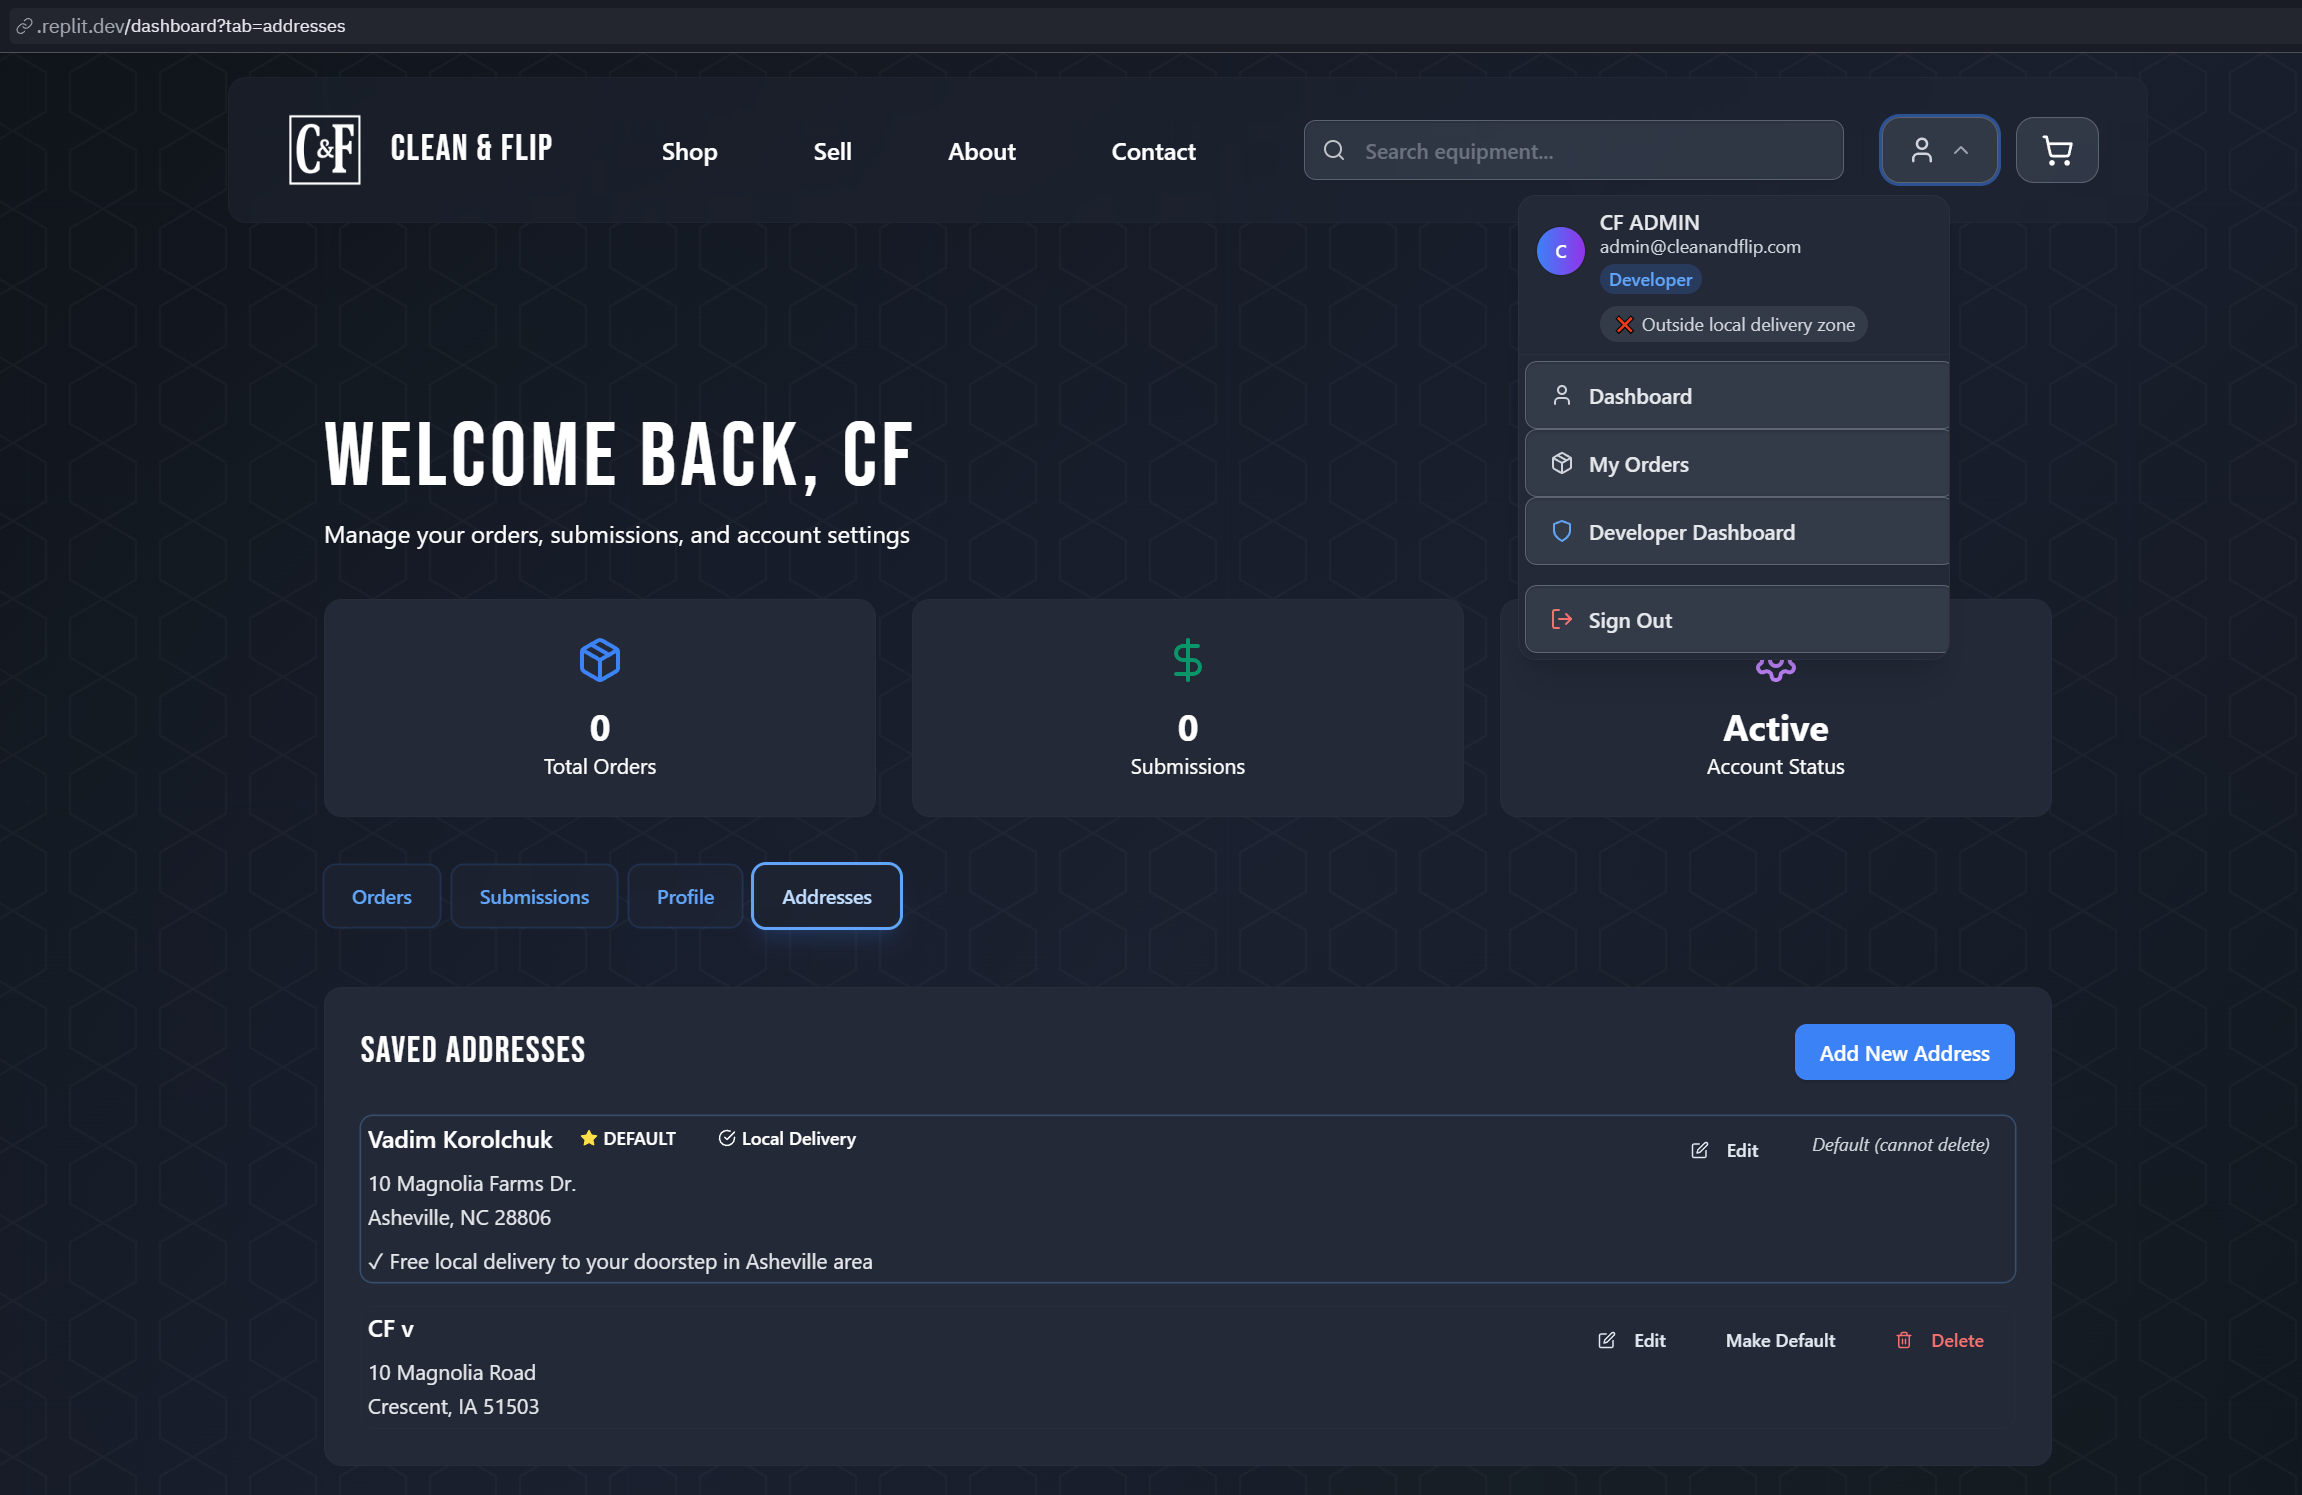 .replit.dev/dashboard?tab=addresses
C&F
CLEAN & FLIP
Shop
Sell
About
Contact
Search equipment...
CF ADMIN
admin@cleanandflip.com
C
Developer
❌ Outside local delivery zone
Dashboard
My Orders
Developer Dashboard
Sign Out
WELCOME BACK, CF
Manage your orders, submissions, and account settings
0
Total Orders
0
Submissions
Active
Account Status
Orders
Submissions
Profile
Addresses
SAVED ADDRESSES
Add New Address
Vadim Korolchuk
⭐ DEFAULT
Local Delivery
Edit
Default (cannot delete)
10 Magnolia Farms Dr.
Asheville, NC 28806
✓ Free local delivery to your doorstep in Asheville area
CF v
Edit
Make Default
Delete
10 Magnolia Road
Crescent, IA 51503